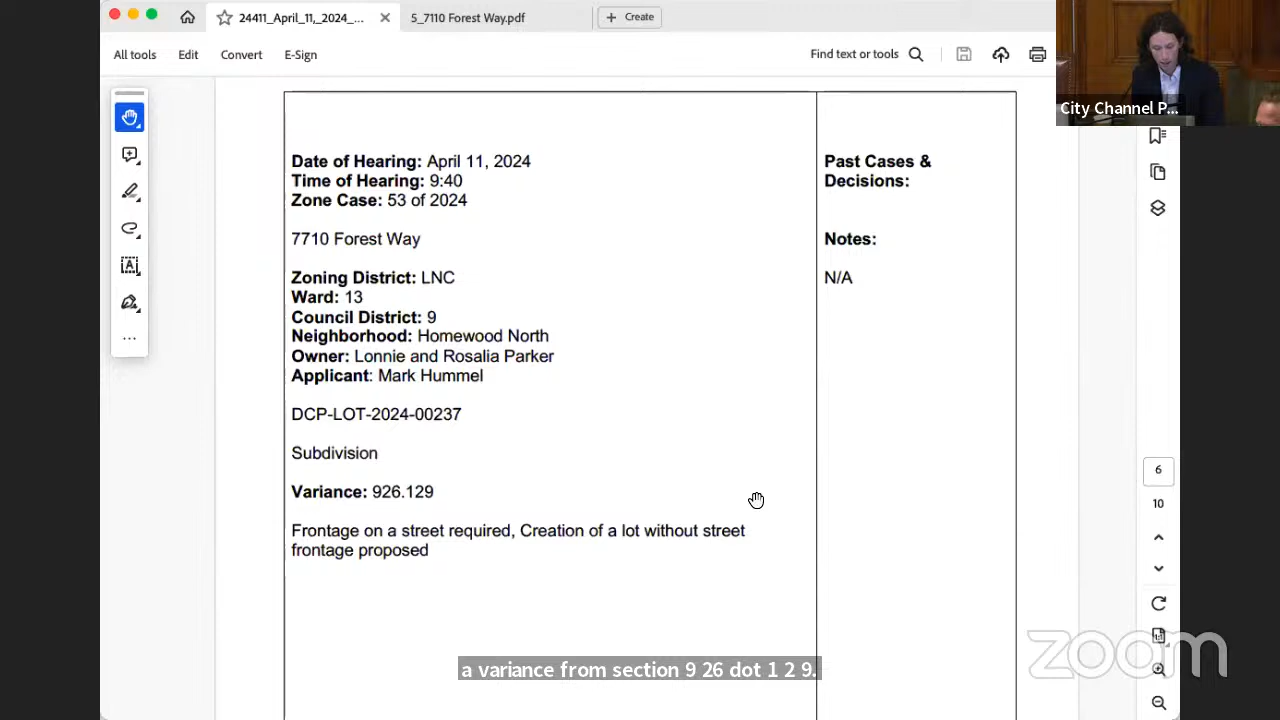 24411_April_11,_2024_...
5_7110 Forest Way.pdf
Create
All tools
Edit
Convert
E-Sign
Find text or tools
City Channel P...
Date of Hearing: April 11, 2024
Time of Hearing: 9:40
Zone Case: 53 of 2024
7710 Forest Way
Zoning District: LNC
Ward: 13
Council District: 9
Neighborhood: Homewood North
Owner: Lonnie and Rosalia Parker
Applicant: Mark Hummel
DCP-LOT-2024-00237
Subdivision
Variance: 926.129
Frontage on a street required, Creation of a lot without street
frontage proposed
Past Cases &
Decisions:
Notes:
N/A
6
10
a variance from section 9 26 dot 1 2 9.
zoom